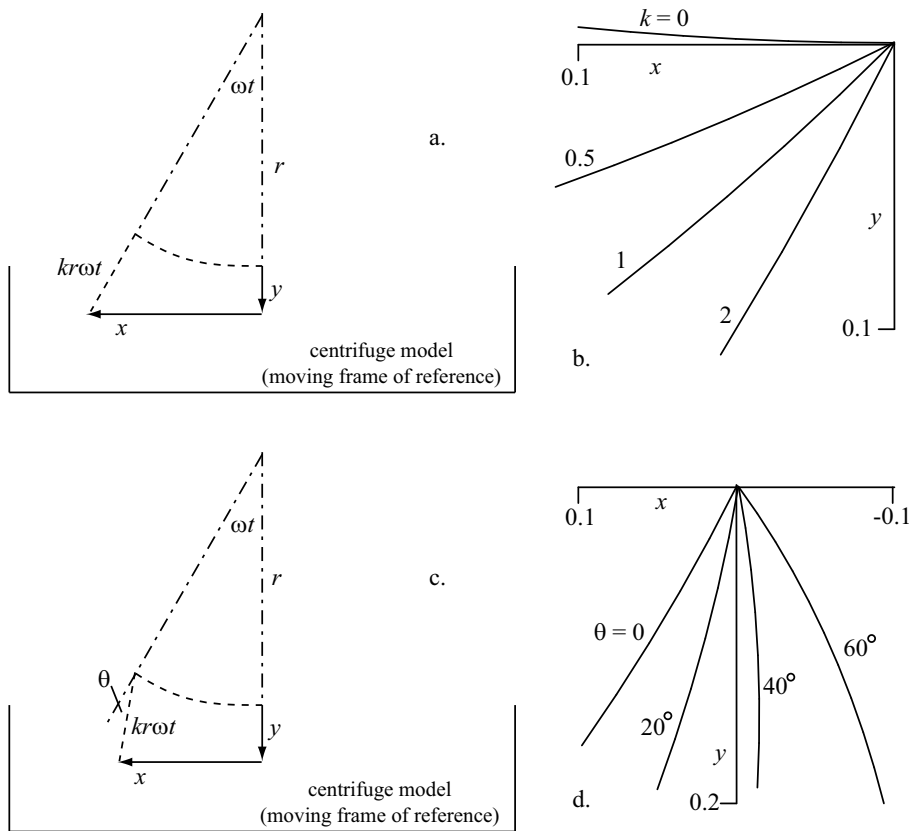 ωt
a.
r
krωt
y
x
centrifuge model
(moving frame of reference)
k = 0
0.1
x
0.5
y
1
2
0.1
b.
ωt
c.
r
θ
krωt
y
x
centrifuge model
(moving frame of reference)
0.1
x
-0.1
θ = 0
60°
40°
20°
y
0.2
d.